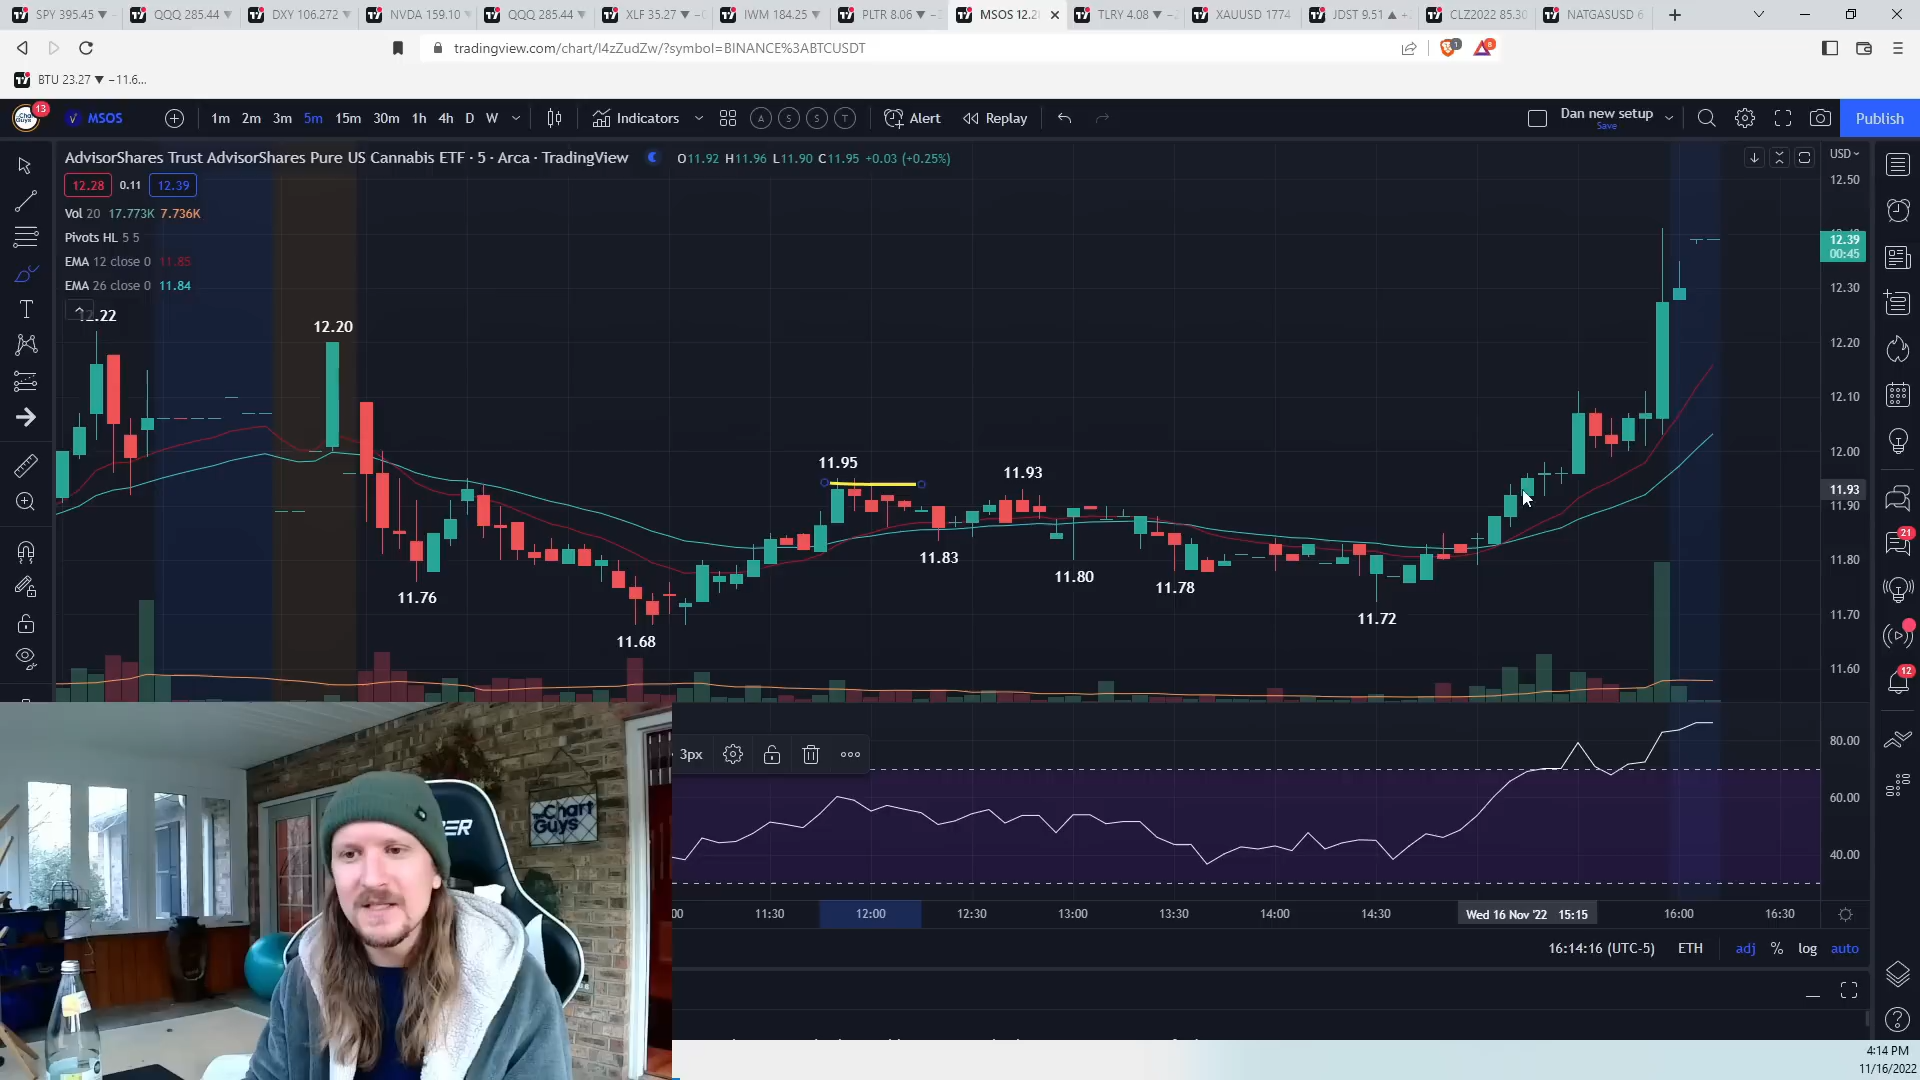 SPY 395.45
QQQ 285.44
DXY 106.272
NVDA 159.10
QQQ 285.44
XLF 35.27
IWM 184.25
PLTR 8.06
MSOS 12.2
TLRY 4.08
XAUUSD 1774
JDST 9.51
CLZ2022 85.30
NATGASUSD 6
tradingview.com/chart/I4zZudZw/?symbol=BINANCE%3ABTCUSDT
BTU 23.27 ▼ −11.6...
13
MSOS
1m 2m 3m 5m 15m 30m 1h 4h D W
Indicators
A S S T
Alert
Replay
Dan new setup
Save
Publish
AdvisorShares Trust AdvisorShares Pure US Cannabis ETF · 5 · Arca · TradingView
O11.92 H11.96 L11.90 C11.95 +0.03 (+0.25%)
USD
12.28 0.11 12.39
Vol 20 17.773K 7.736K
Pivots HL 5 5
EMA 12 close 0 11.85
EMA 26 close 0 11.84
12.20
11.95
11.93
11.83
11.80
11.78
11.76
11.72
11.68
12.50
12.39
00:45
12.30
12.20
12.10
12.00
11.93
11.90
11.80
11.70
11.60
21
12
3px
80.00
60.00
40.00
11:30 12:00 12:30 13:00 13:30 14:00 14:30 Wed 16 Nov '22 15:15 16:00 16:30
16:14:16 (UTC-5) ETH adj % log auto
Chart
Guys
4:14 PM
11/16/2022